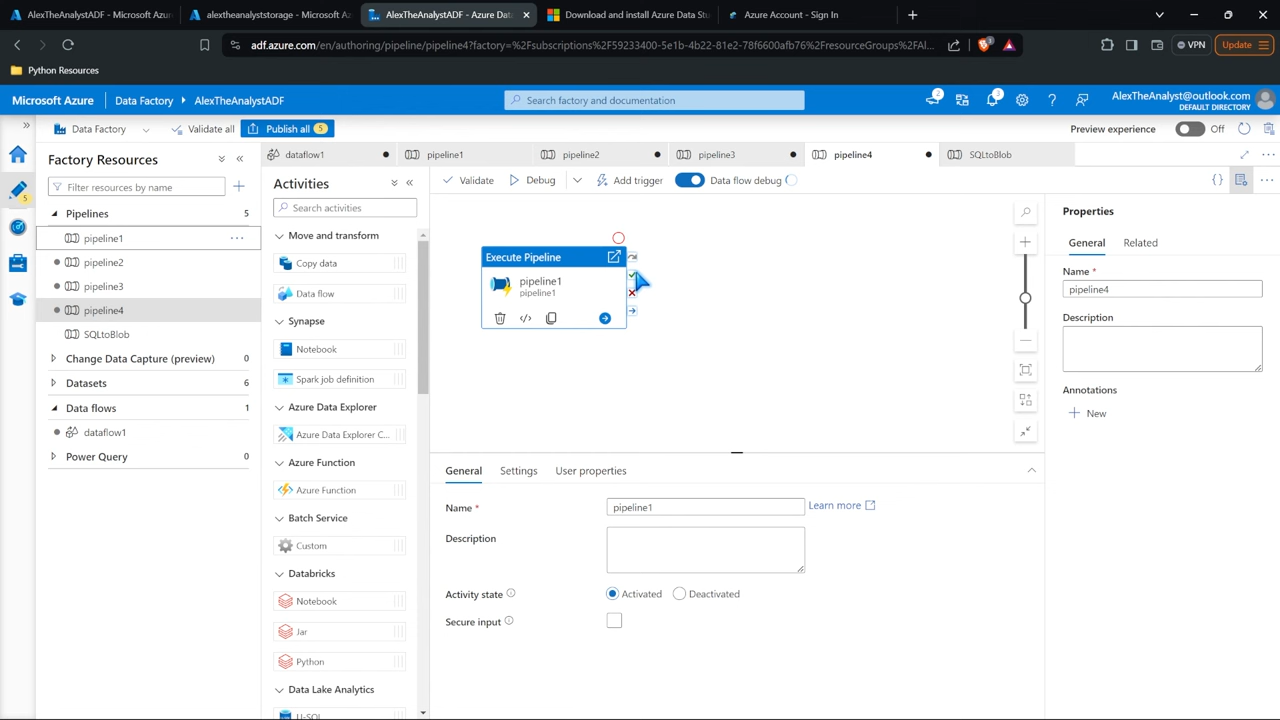 AlexTheAnalystADF - Microsoft Azu
alextheanalyststorage - Microsoft Az
AlexTheAnalystADF - Azure Data
Download and install Azure Data Stu
Azure Account - Sign In
adf.azure.com/en/authoring/pipeline/pipeline4?factory=%2Fsubscriptions%2F59233400-5e1b-4b22-81e2-78f6600afb76%2FresourceGroups%2FAl...
VPN
Update
Python Resources
Microsoft Azure
Data Factory
AlexTheAnalystADF
Search factory and documentation
2
3
AlexTheAnalyst@outlook.com
DEFAULT DIRECTORY
Data Factory
Validate all
Publish all 5
Preview experience
Off
Factory Resources
dataflow1
pipeline1
pipeline2
pipeline3
pipeline4
SQLtoBlob
Filter resources by name
Pipelines 5
pipeline1
pipeline2
pipeline3
pipeline4
SQLtoBlob
Change Data Capture (preview) 0
Datasets 6
Data flows 1
dataflow1
Power Query 0
5
Activities
Search activities
Move and transform
Copy data
Data flow
Synapse
Notebook
Spark job definition
Azure Data Explorer
Azure Data Explorer C...
Azure Function
Azure Function
Batch Service
Custom
Databricks
Notebook
Jar
Python
Data Lake Analytics
U-SQL
Validate
Debug
Add trigger
Data flow debug
Execute Pipeline
pipeline1
pipeline1
General
Settings
User properties
Name *
pipeline1
Learn more
Description
Activity state
Activated
Deactivated
Secure input
Properties
General
Related
Name *
pipeline4
Description
Annotations
New